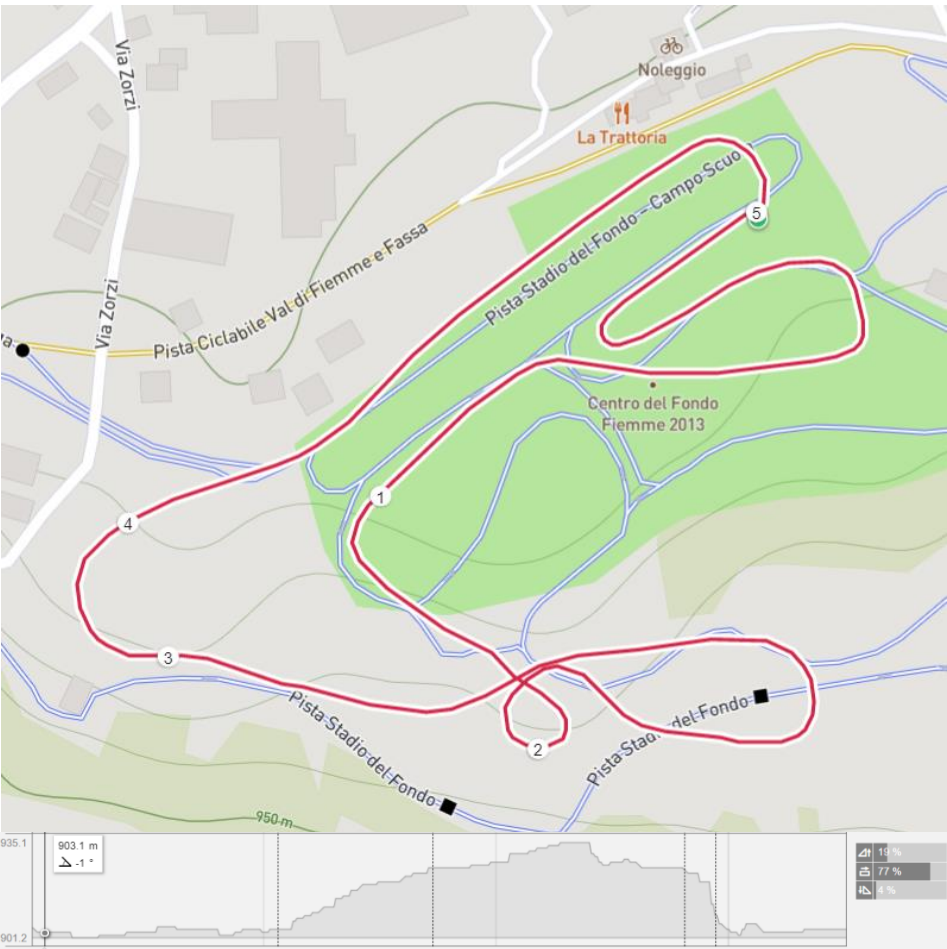 Via Zorzi
Noleggio
La Trattoria
Pista Stadio del Fondo - Campo Scuo
5
Pista Ciclabile Val di Fiemme e Fassa
Via Zorzi
Centro del Fondo
Fiemme 2013
1
4
3
2
Pista Stadio del Fondo
Pista Stadio del Fondo
950 m
935.1
903.1 m
-1 °
901.2
19 %
77 %
4 %